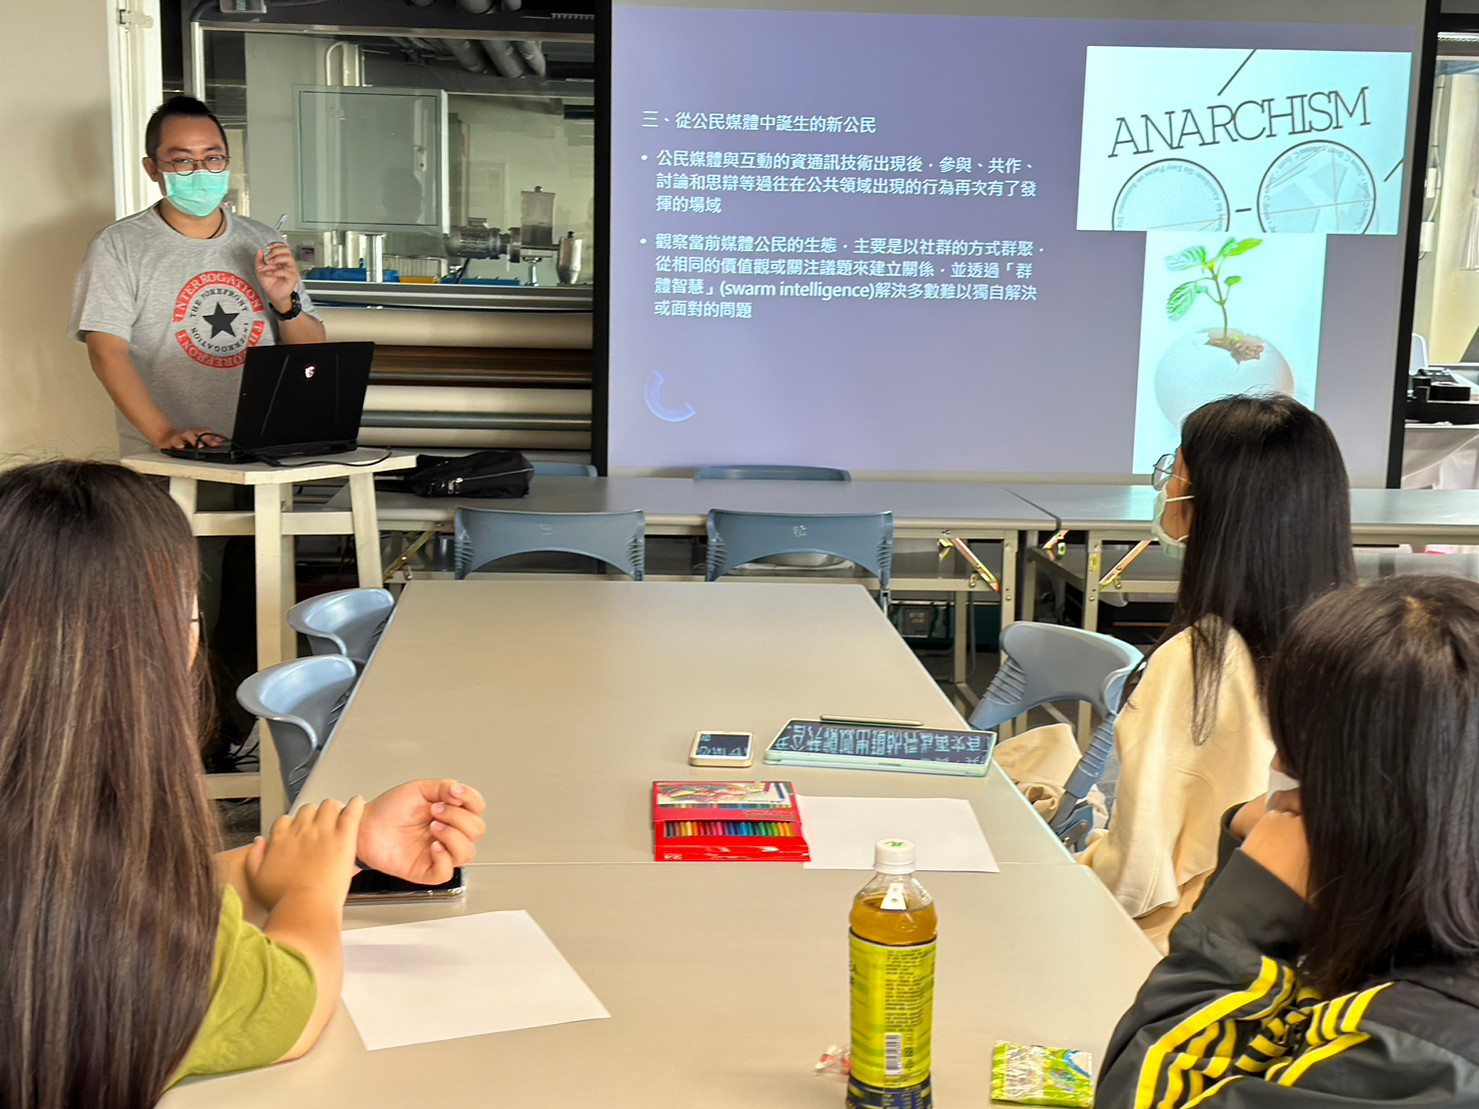 三、從公民媒體中誕生的新公民
• 公民媒體與互動的資通訊技術出現後，參與、共作、
討論和思辯等過往在公共領域出現的行為再次有了發
揮的場域
• 觀察當前媒體公民的生態，主要是以社群的方式群聚，
從相同的價值觀或關注議題來建立關係，並透過「群
體智慧」(swarm intelligence)解決多數難以獨自解決
或面對的問題
ANARCHISM
INTERROGATION
THE FOREFRONT
INTERROGATION
THE FOREFRONT
24